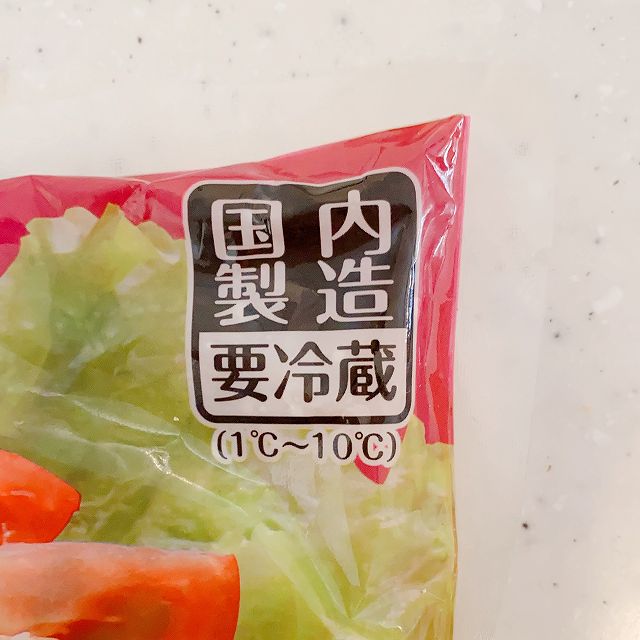 国内
製造
要冷蔵
(1℃～10℃)